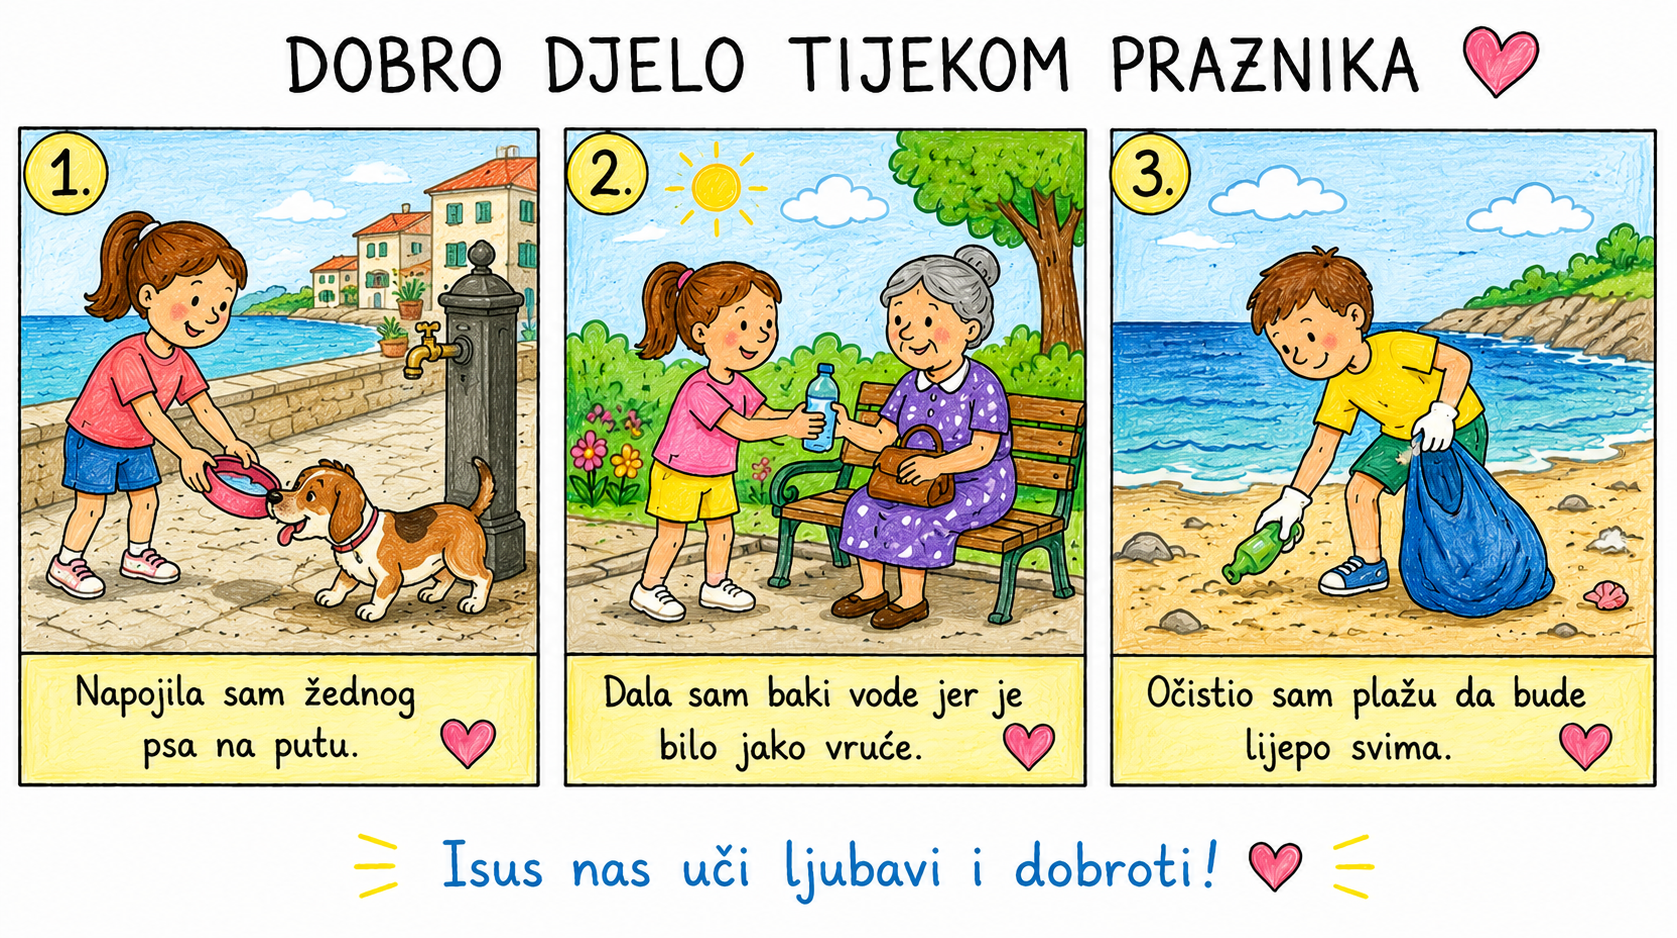 DOBRO DJELO TIJEKOM PRAZNIKA
1.
Napojila sam žednog
psa na putu.
2.
Dala sam baki vode jer je
bilo jako vruće.
3.
Očistio sam plažu da bude
lijepo svima.
Isus nas uči ljubavi i dobroti!